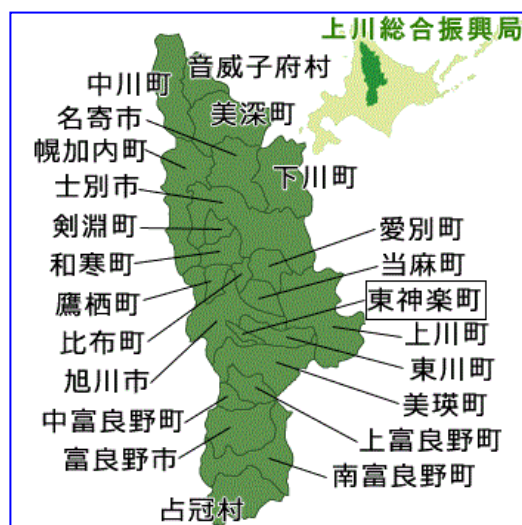 上川総合振興局
音威子府村
中川町
美深町
名寄市
幌加内町
下川町
士別市
剣淵町
愛別町
和寒町
当麻町
鷹栖町
東神楽町
比布町
上川町
旭川市
東川町
美瑛町
中富良野町
上富良野町
富良野市
南富良野町
占冠村